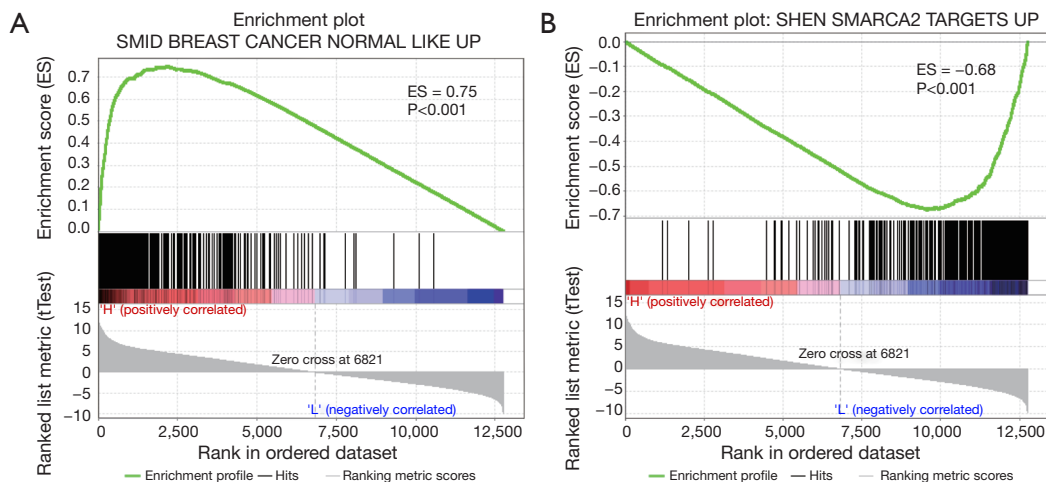 A
Enrichment plot
SMID BREAST CANCER NORMAL LIKE UP
Enrichment score (ES)
0.7
0.6
0.5
0.4
0.3
0.2
0.1
0.0
ES = 0.75
P<0.001
Ranked list metric (tTest)
'H' (positively correlated)
15
10
5
0
−5
−10
Zero cross at 6821
'L' (negatively correlated)
0 2,500 5,000 7,500 10,000 12,500
Rank in ordered dataset
Enrichment profile Hits Ranking metric scores
B
Enrichment plot: SHEN SMARCA2 TARGETS UP
Enrichment score (ES)
0.0
−0.1
−0.2
−0.3
−0.4
−0.5
−0.6
−0.7
ES = −0.68
P<0.001
Ranked list metric (tTest)
'H' (positively correlated)
15
10
5
0
−5
−10
Zero cross at 6821
'L' (negatively correlated)
0 2,500 5,000 7,500 10,000 12,500
Rank in ordered dataset
Enrichment profile Hits Ranking metric scores